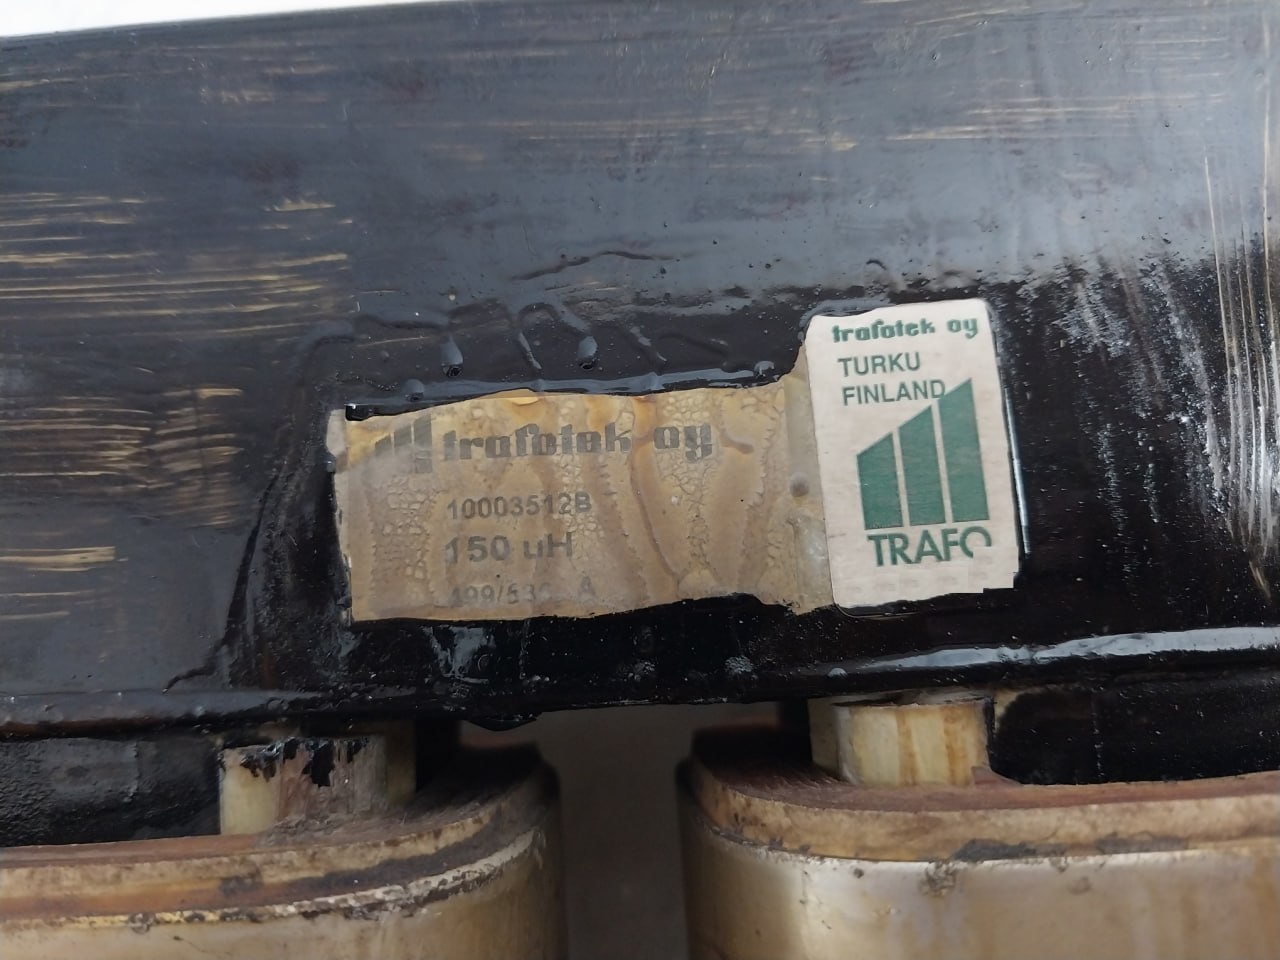 trafotek oy
10003512B
150 uH
trafotek oy
TURKU
FINLAND
TRAFO